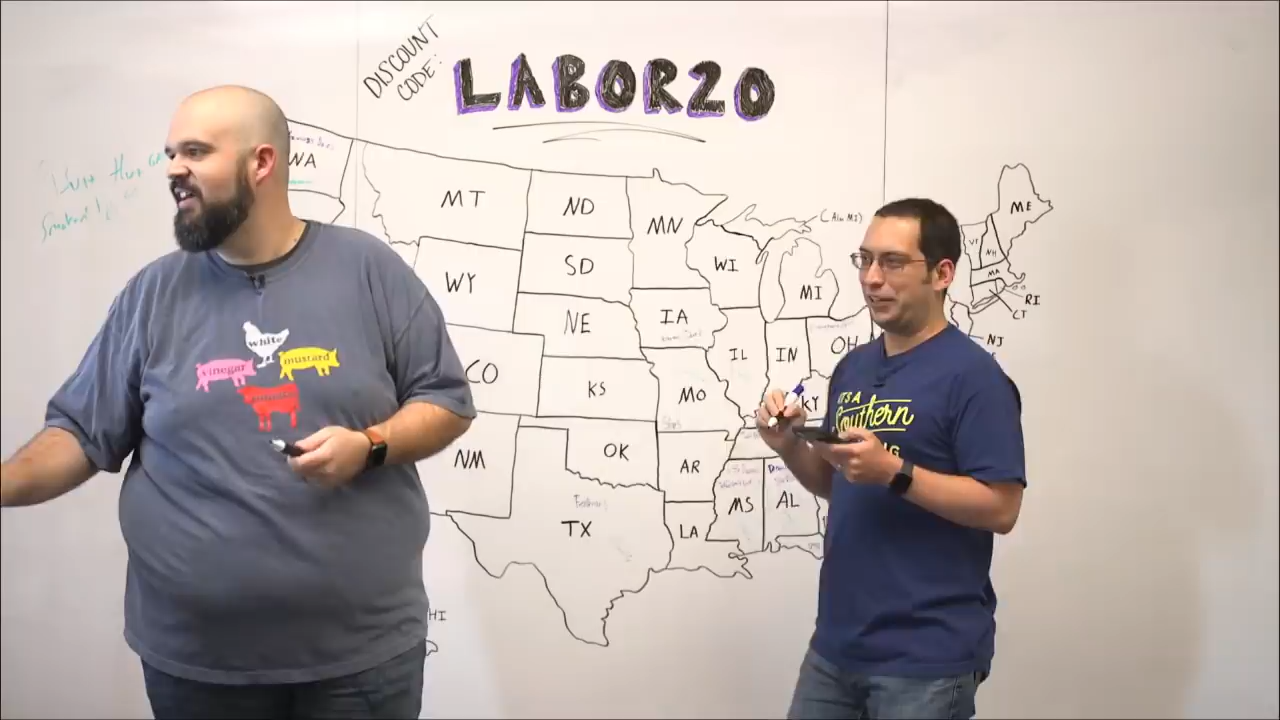 DISCOUNT
CODE:
LABOR20
WA
MT
ND
MN
(Also MI)
ME
VT
NH
MA
RI
CT
NJ
WY
SD
WI
MI
NE
IA
IL
IN
OH
CO
KS
MO
KY
NM
OK
AR
TX
LA
MS
AL
HI
white
vinegar
mustard
IT'S A
Southern